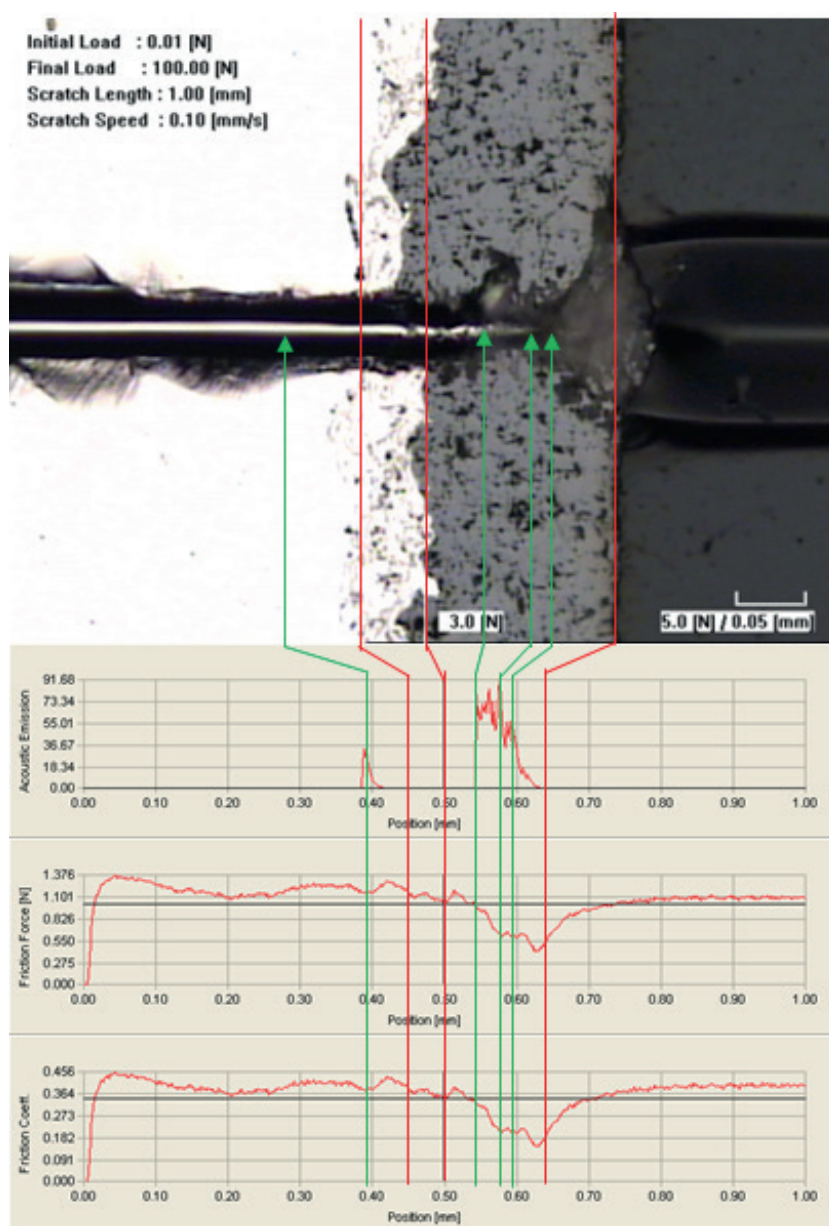 Initial Load : 0.01 [N]
Final Load : 100.00 [N]
Scratch Length : 1.00 [mm]
Scratch Speed : 0.10 [mm/s]
3.0 [N]
5.0 [N] / 0.05 [mm]
Acoustic Emission
91.68
73.34
55.01
36.67
18.34
0.00
0.00 0.10 0.20 0.30 0.40 0.50 0.60 0.70 0.80 0.90 1.00
Position [mm]
Friction Force [N]
1.376
1.101
0.826
0.550
0.275
0.000
0.00 0.10 0.20 0.30 0.40 0.50 0.60 0.70 0.80 0.90 1.00
Position [mm]
Friction Coeff.
0.456
0.364
0.273
0.182
0.091
0.000
0.00 0.10 0.20 0.30 0.40 0.50 0.60 0.70 0.80 0.90 1.00
Position [mm]